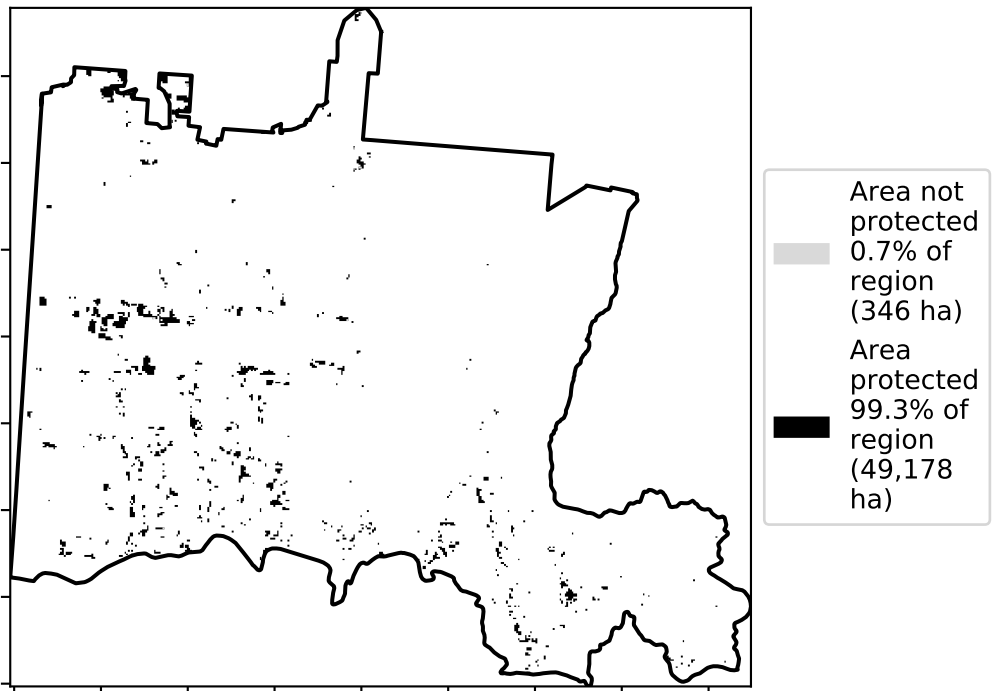 Area not
protected
0.7% of
region
(346 ha)
Area
protected
99.3% of
region
(49,178
ha)